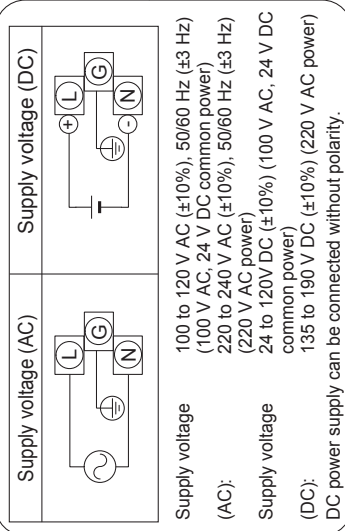 Supply voltage (AC) Supply voltage (DC)
L G N
L G N
+ -
Supply voltage 100 to 120 V AC (±10%), 50/60 Hz (±3 Hz)
(100 V AC, 24 V DC common power)
(AC): 220 to 240 V AC (±10%), 50/60 Hz (±3 Hz)
(220 V AC power)
Supply voltage 24 to 120V DC (±10%) (100 V AC, 24 V DC
common power)
(DC): 135 to 190 V DC (±10%) (220 V AC power)
DC power supply can be connected without polarity.